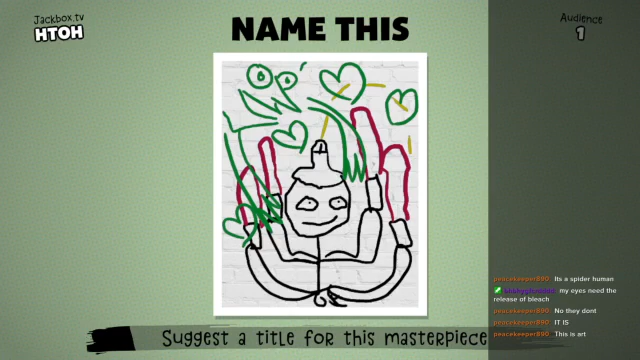 Jackbox.tv
HTOH
NAME THIS
Audience
1
peacekeeper890 Its a spider human
my eyes need the
release of bleach
peacekeeper890 No they dont
peacekeeper890 IT IS
peacekeeper890 This is art
Suggest a title for this masterpiece